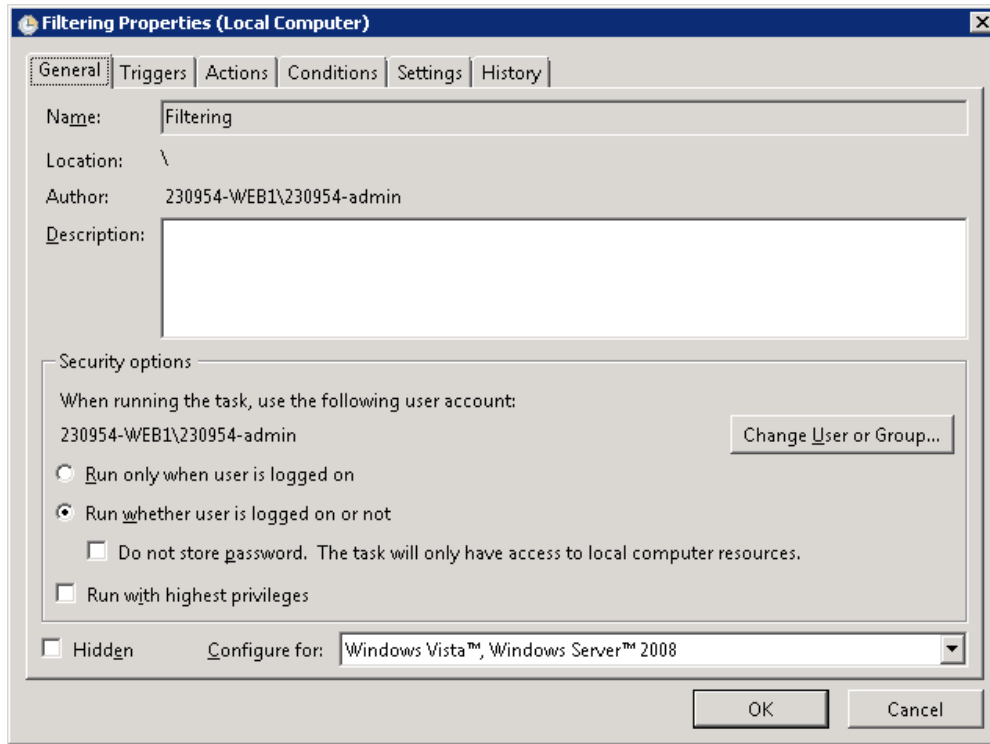 Filtering Properties (Local Computer)
General Triggers Actions Conditions Settings History
Name: Filtering
Location: \
Author: 230954-WEB1\230954-admin
Description:
Security options
When running the task, use the following user account:
230954-WEB1\230954-admin Change User or Group...
Run only when user is logged on
Run whether user is logged on or not
Do not store password. The task will only have access to local computer resources.
Run with highest privileges
Hidden Configure for: Windows Vista™, Windows Server™ 2008
OK Cancel